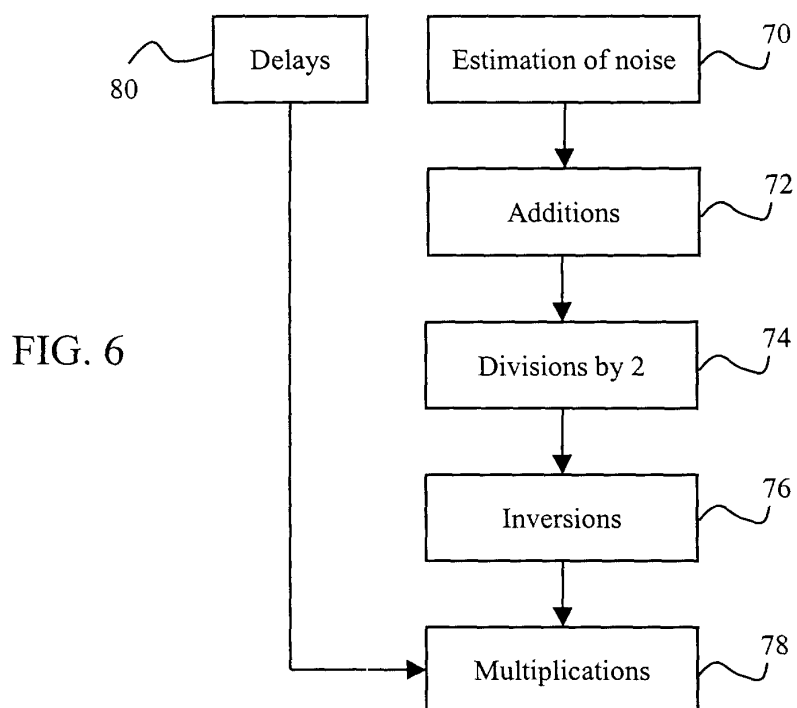 Delays
80
Estimation of noise
70
Additions
72
FIG. 6
Divisions by 2
74
Inversions
76
Multiplications
78